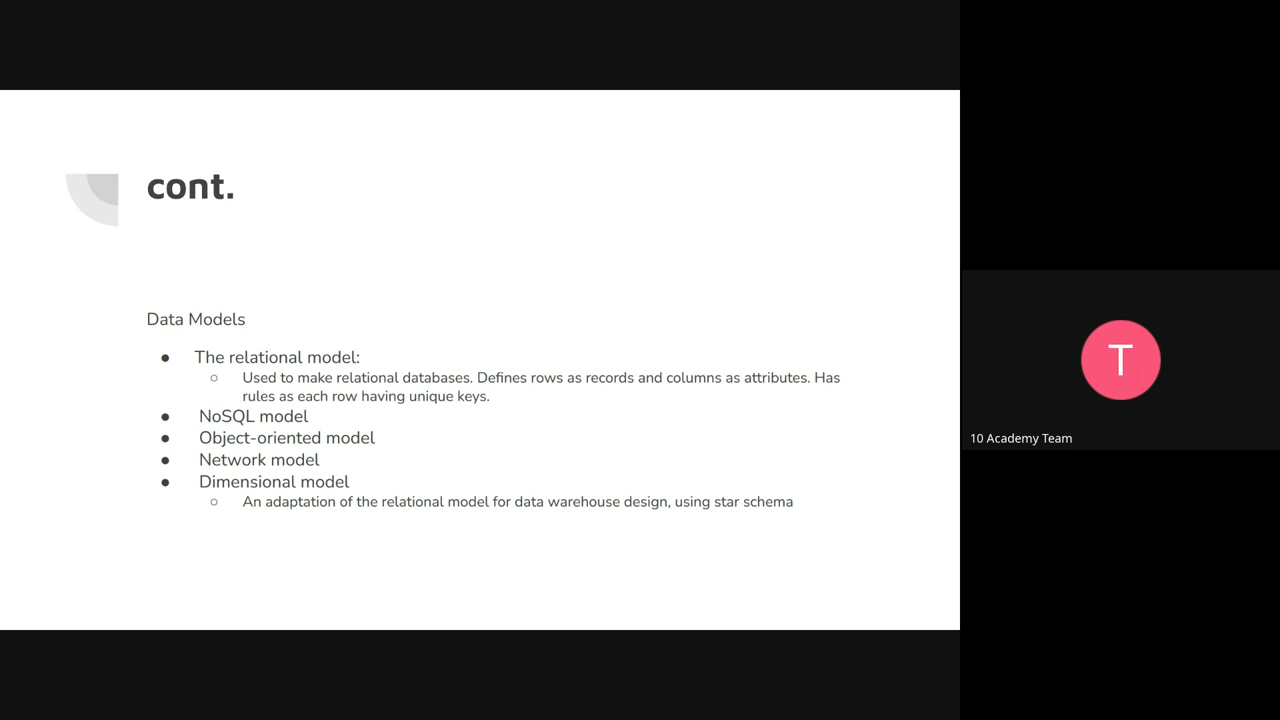 cont.
Data Models
● The relational model:
○ Used to make relational databases. Defines rows as records and columns as attributes. Has
rules as each row having unique keys.
● NoSQL model
● Object-oriented model
● Network model
● Dimensional model
○ An adaptation of the relational model for data warehouse design, using star schema
T
10 Academy Team